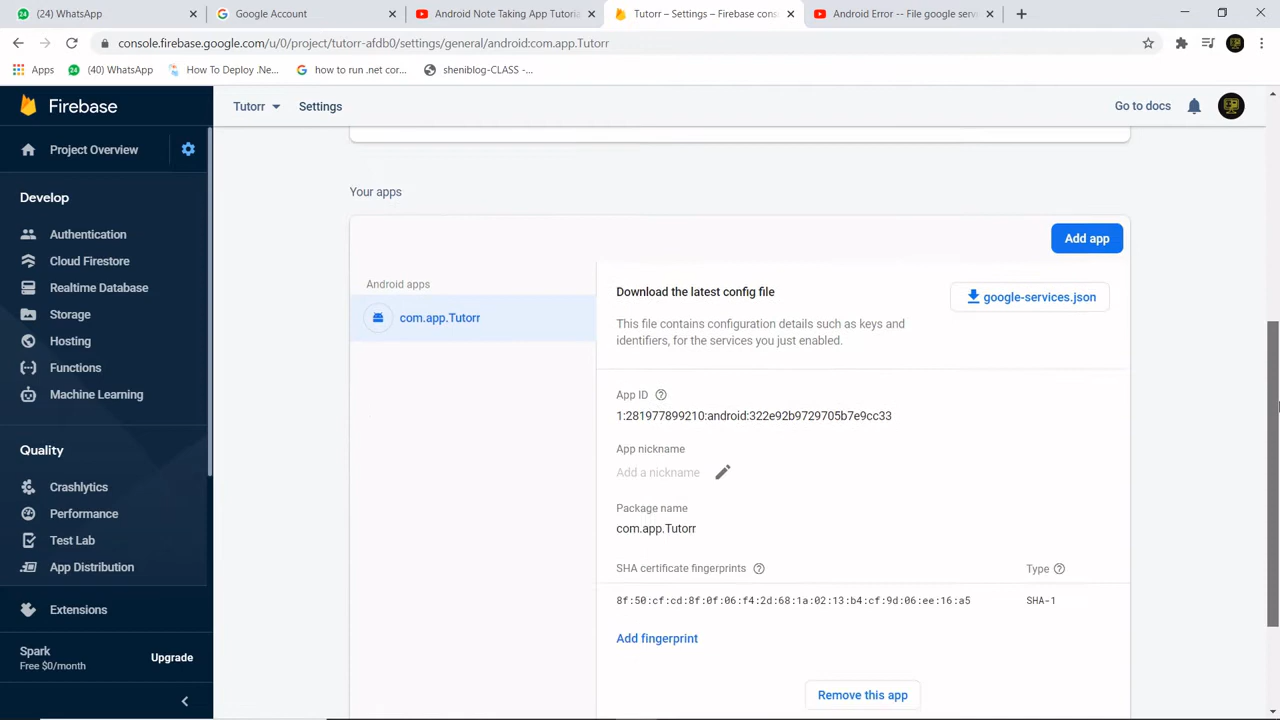 (24) WhatsApp
Google Account
Android Note Taking App Tutoria
Tutorr – Settings – Firebase cons
Android Error -- File google serv
console.firebase.google.com/u/0/project/tutorr-afdb0/settings/general/android:com.app.Tutorr
Apps
(40) WhatsApp
How To Deploy .Ne...
how to run .net cor...
sheniblog-CLASS -...
Firebase
Tutorr
Settings
Go to docs
Project Overview
Develop
Authentication
Cloud Firestore
Realtime Database
Storage
Hosting
Functions
Machine Learning
Quality
Crashlytics
Performance
Test Lab
App Distribution
Extensions
Spark
Free $0/month
Upgrade
Your apps
Add app
Android apps
com.app.Tutorr
Download the latest config file
google-services.json
This file contains configuration details such as keys and
identifiers, for the services you just enabled.
App ID
1:281977899210:android:322e92b9729705b7e9cc33
App nickname
Add a nickname
Package name
com.app.Tutorr
SHA certificate fingerprints
Type
8f:50:cf:cd:8f:0f:06:f4:2d:68:1a:02:13:b4:cf:9d:06:ee:16:a5
SHA-1
Add fingerprint
Remove this app